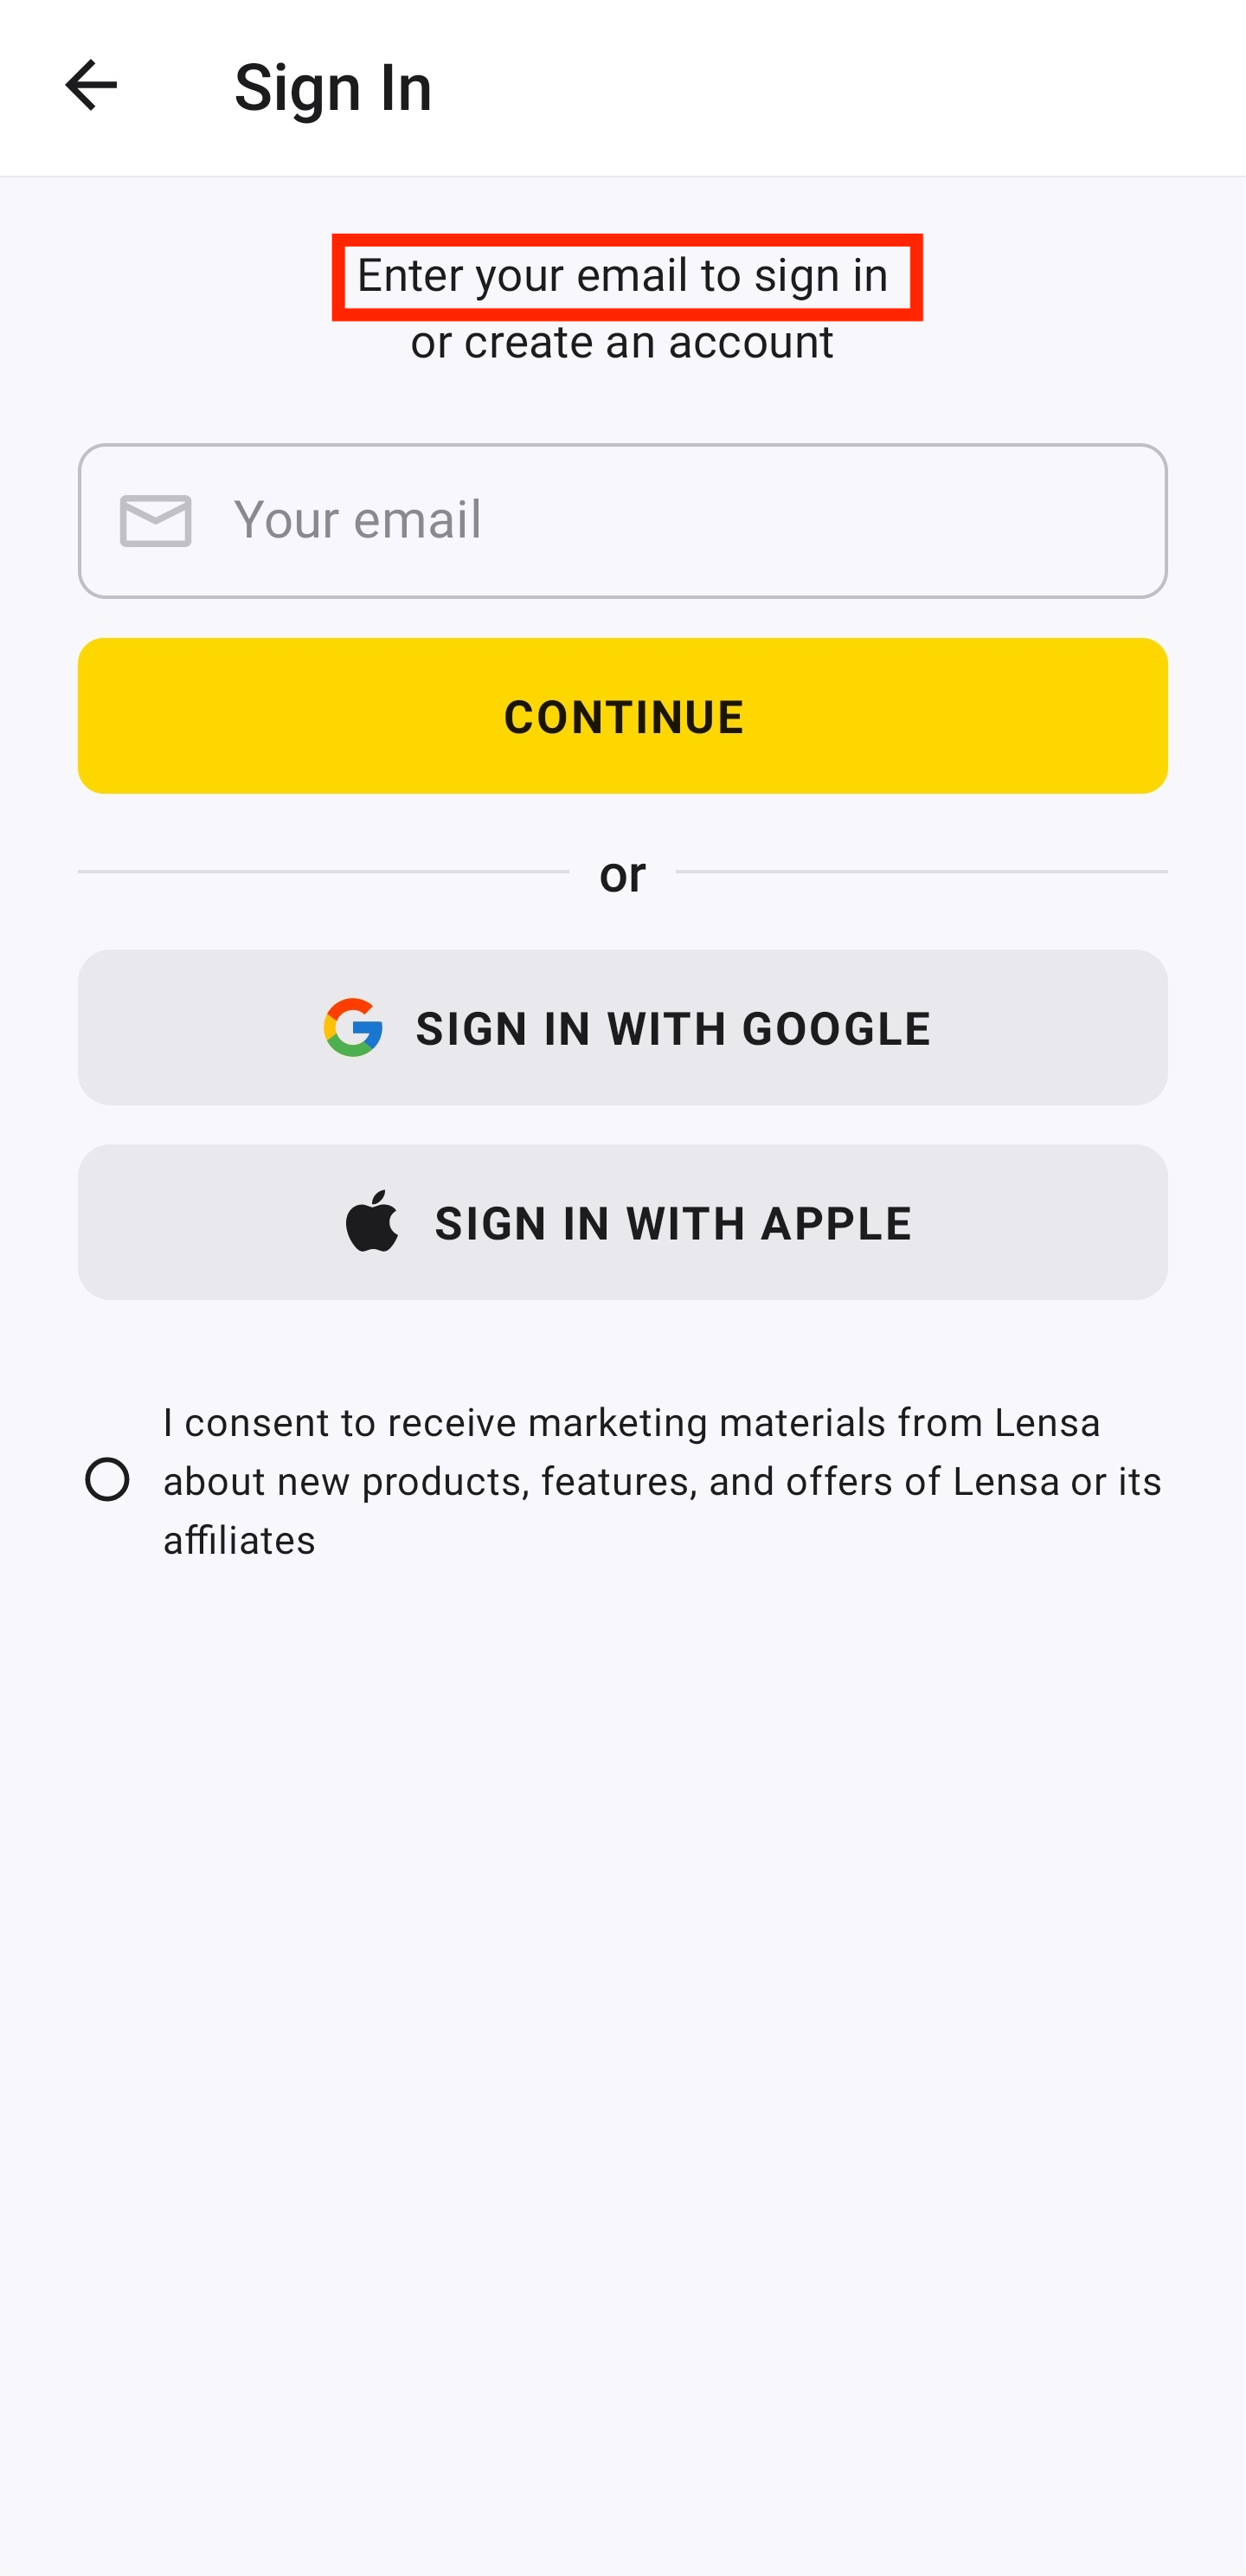 Sign In
Enter your email to sign in
or create an account
Your email
CONTINUE
or
SIGN IN WITH GOOGLE
SIGN IN WITH APPLE
I consent to receive marketing materials from Lensa
about new products, features, and offers of Lensa or its
affiliates